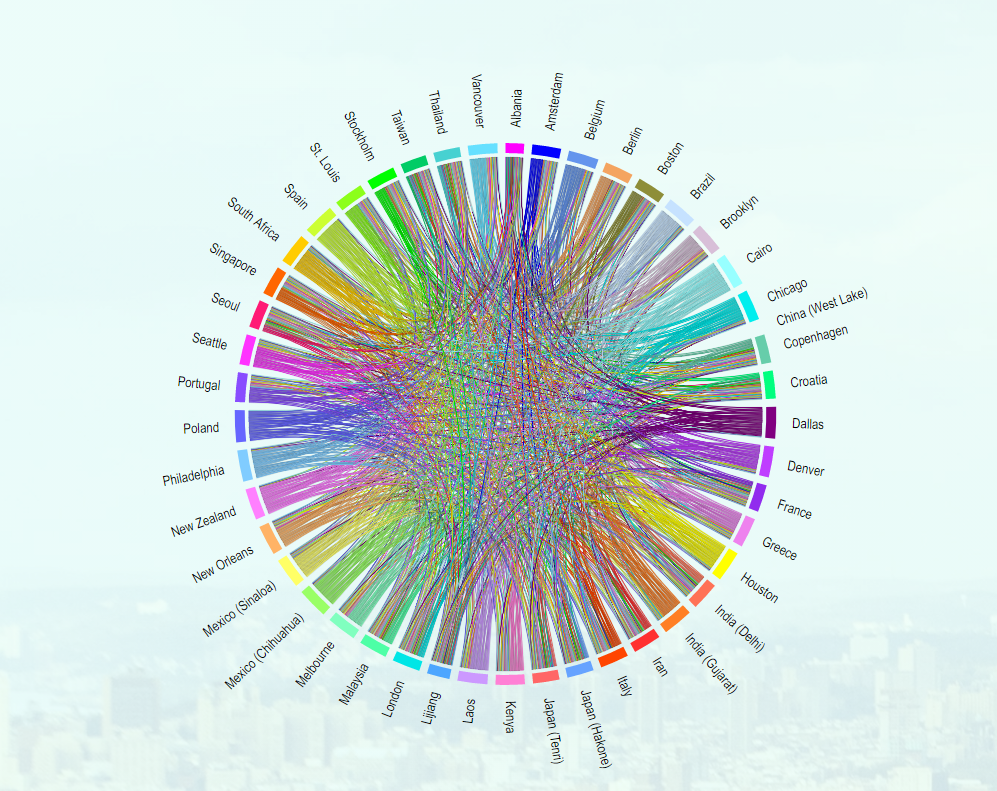 Albania
Amsterdam
Belgium
Berlin
Boston
Brazil
Brooklyn
Cairo
Chicago
China (West Lake)
Copenhagen
Croatia
Dallas
Denver
France
Greece
Houston
India (Delhi)
India (Gujarat)
Iran
Italy
Japan (Hakone)
Japan (Tenri)
Kenya
Laos
Lijiang
London
Malaysia
Melbourne
Mexico (Chihuahua)
Mexico (Sinaloa)
New Orleans
New Zealand
Philadelphia
Poland
Portugal
Seattle
Seoul
Singapore
South Africa
Spain
St. Louis
Stockholm
Taiwan
Thailand
Vancouver